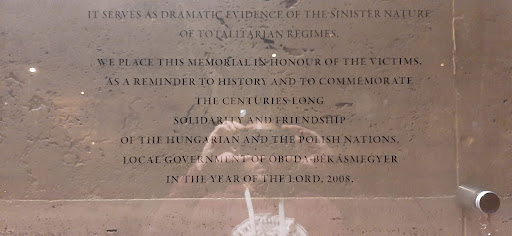 IT SERVES AS DRAMATIC EVIDENCE OF THE SINISTER NATURE
OF TOTALITARIAN REGIMES.
WE PLACE THIS MEMORIAL IN HONOUR OF THE VICTIMS,
AS A REMINDER TO HISTORY AND TO COMMEMORATE
THE CENTURIES-LONG
SOLIDARITY AND FRIENDSHIP
OF THE HUNGARIAN AND THE POLISH NATIONS.
LOCAL GOVERNMENT OF ÓBUDA-BÉKÁSMEGYER
IN THE YEAR OF THE LORD, 2008.